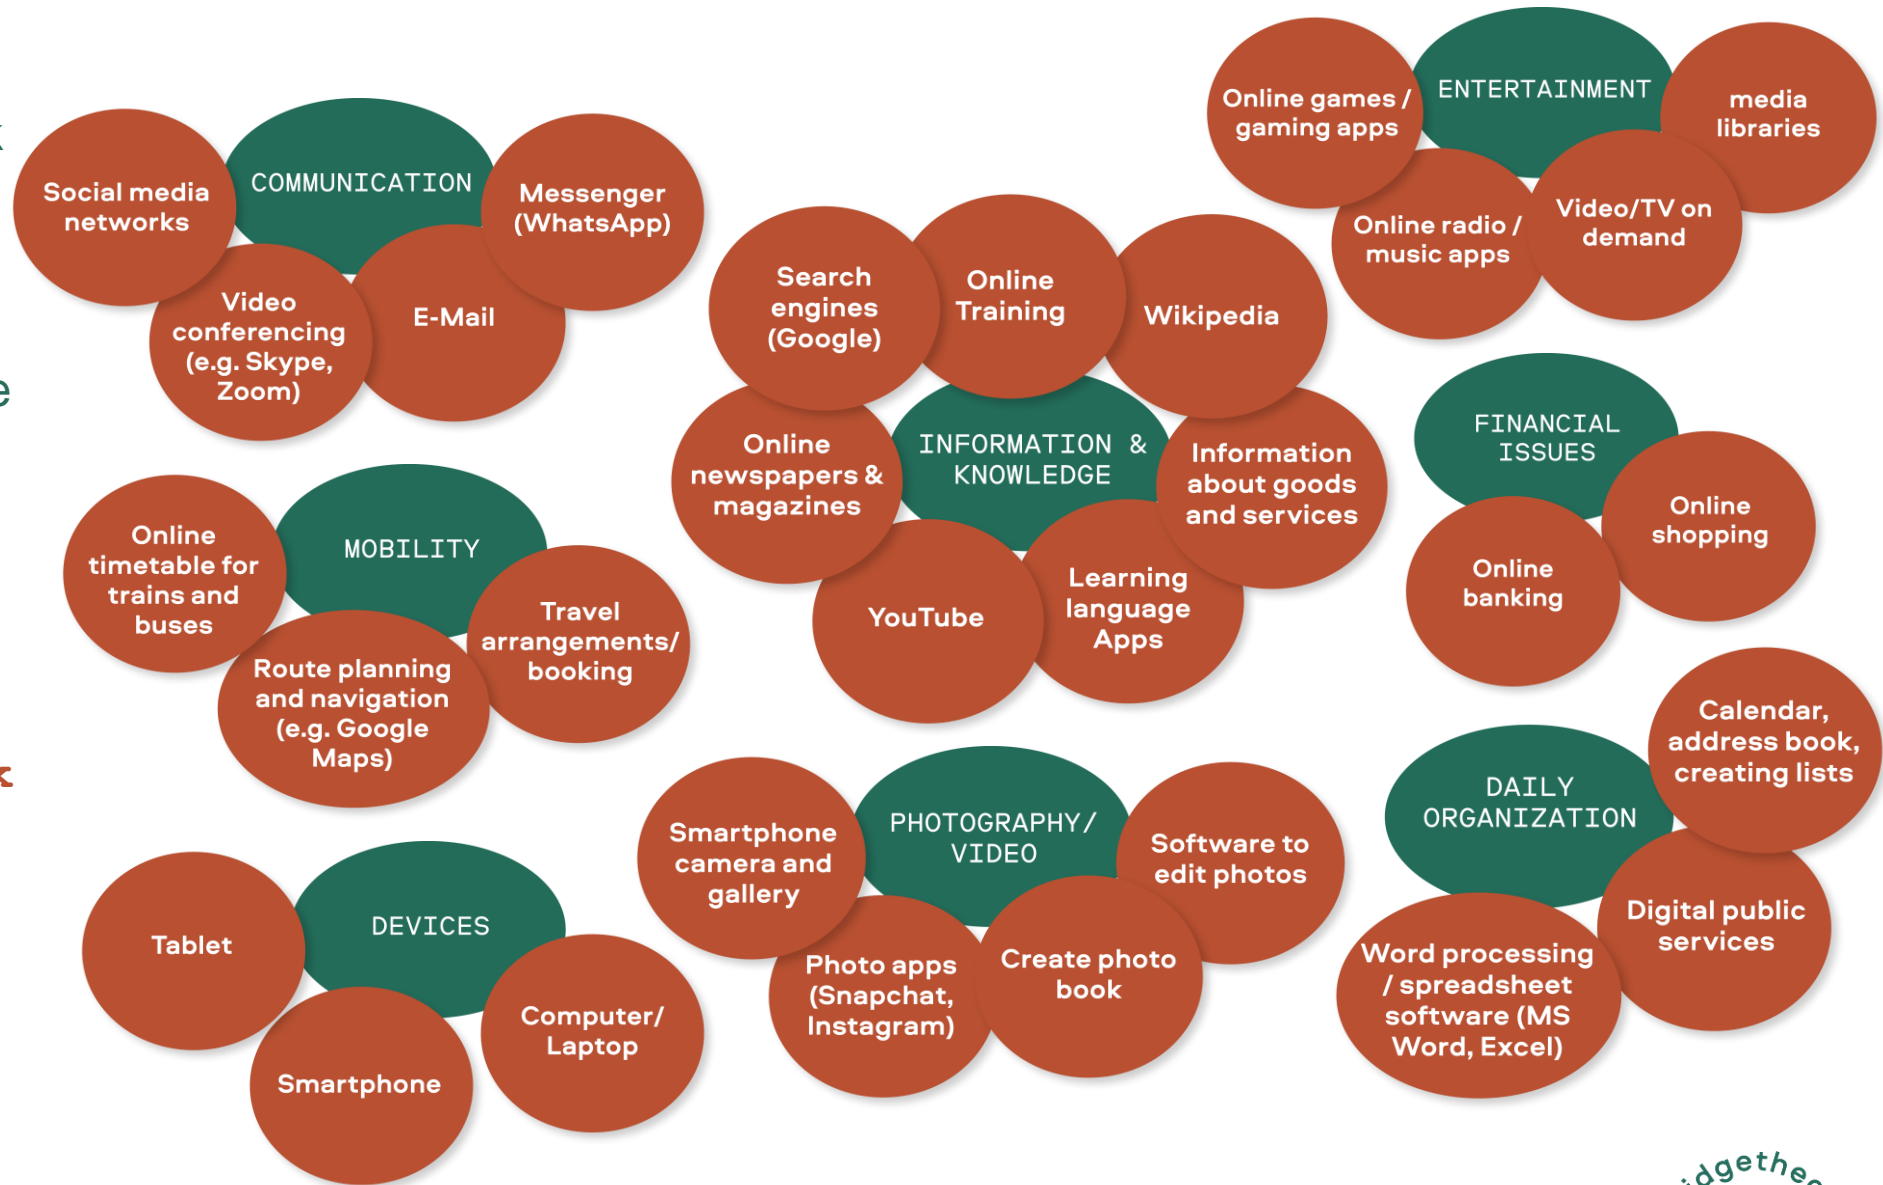 COMMUNICATION
Social media
networks
Video
conferencing
(e.g. Skype,
Zoom)
E-Mail
Messenger
(WhatsApp)
MOBILITY
Online
timetable for
trains and
buses
Route planning
and navigation
(e.g. Google
Maps)
Travel
arrangements/
booking
DEVICES
Tablet
Smartphone
Computer/
Laptop
INFORMATION &
KNOWLEDGE
Search
engines
(Google)
Online
Training
Wikipedia
Online
newspapers &
magazines
Information
about goods
and services
YouTube
Learning
language
Apps
PHOTOGRAPHY/
VIDEO
Smartphone
camera and
gallery
Photo apps
(Snapchat,
Instagram)
Create photo
book
Software to
edit photos
ENTERTAINMENT
Online games /
gaming apps
Online radio /
music apps
Video/TV on
demand
media
libraries
FINANCIAL
ISSUES
Online
banking
Online
shopping
DAILY
ORGANIZATION
Calendar,
address book,
creating lists
Digital public
services
Word processing
/ spreadsheet
software (MS
Word, Excel)